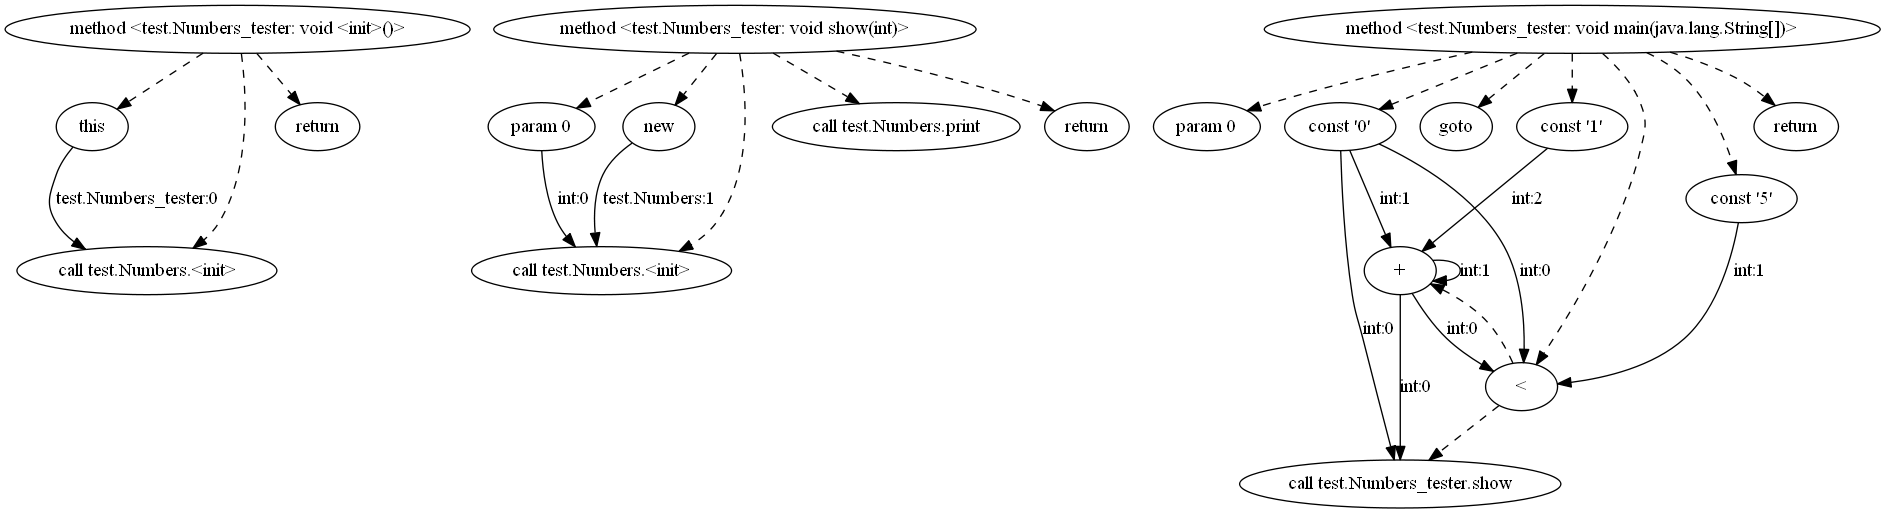 method <test.Numbers_tester: void <init>()>
method <test.Numbers_tester: void show(int)>
method <test.Numbers_tester: void main(java.lang.String[])>
this
return
param 0
new
call test.Numbers.print
return
param 0
const '0'
goto
const '1'
return
test.Numbers_tester:0
int:0
test.Numbers:1
int:1
int:2
const '5'
call test.Numbers.<init>
call test.Numbers.<init>
+
int:1
int:0
int:1
int:0
int:0
int:0
<
call test.Numbers_tester.show